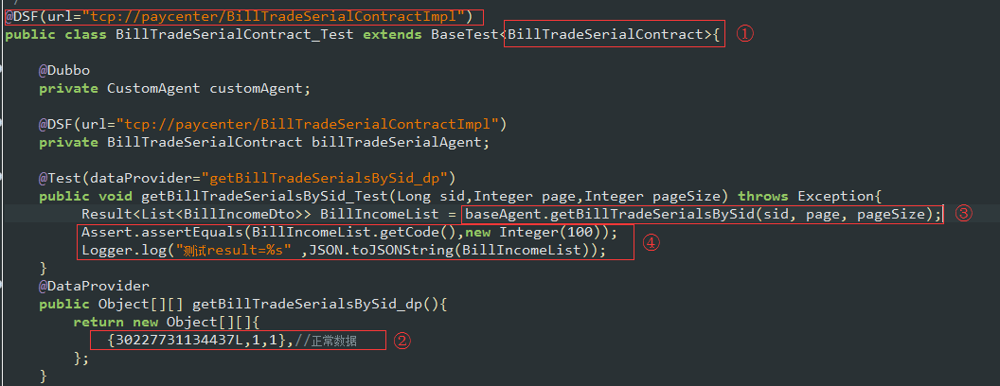 /
@DSF(url="tcp://paycenter/BillTradeSerialContractImpl")
public class BillTradeSerialContract_Test extends BaseTest<BillTradeSerialContract>{ ①
@Dubbo
private CustomAgent customAgent;
@DSF(url="tcp://paycenter/BillTradeSerialContractImpl")
private BillTradeSerialContract billTradeSerialAgent;
@Test(dataProvider="getBillTradeSerialsBySid_dp")
public void getBillTradeSerialsBySid_Test(Long sid,Integer page,Integer pageSize) throws Exception{
Result<List<BillIncomeDto>> BillIncomeList = baseAgent.getBillTradeSerialsBySid(sid, page, pageSize); ③
Assert.assertEquals(BillIncomeList.getCode(),new Integer(100)); ④
Logger.log("测试result=%s" ,JSON.toJSONString(BillIncomeList));
}
@DataProvider
public Object[][] getBillTradeSerialsBySid_dp(){
return new Object[][]{
{30227731134437L,1,1},//正常数据 ②
};
}